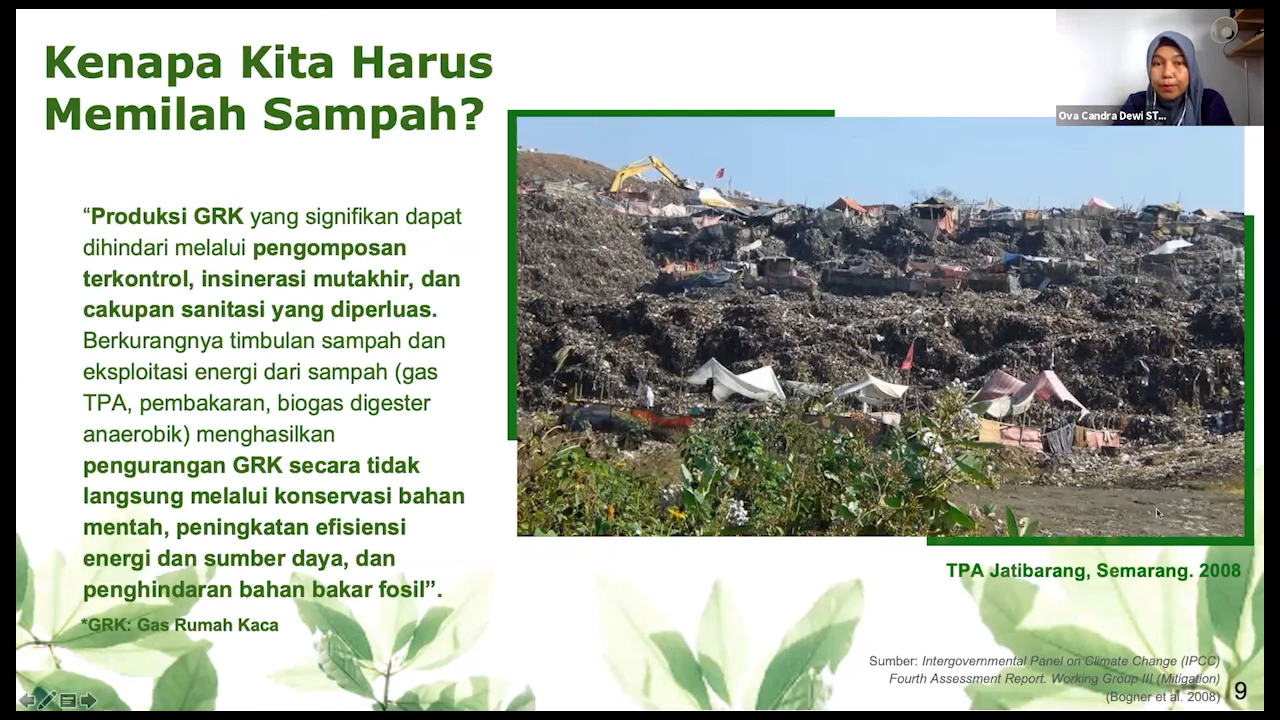 Kenapa Kita Harus
Memilah Sampah?
Ova Candra Dewi ST...
“Produksi GRK yang signifikan dapat
dihindari melalui pengomposan
terkontrol, insinerasi mutakhir, dan
cakupan sanitasi yang diperluas.
Berkurangnya timbulan sampah dan
eksploitasi energi dari sampah (gas
TPA, pembakaran, biogas digester
anaerobik) menghasilkan
pengurangan GRK secara tidak
langsung melalui konservasi bahan
mentah, peningkatan efisiensi
energi dan sumber daya, dan
penghindaran bahan bakar fosil”.
*GRK: Gas Rumah Kaca
TPA Jatibarang, Semarang. 2008
Sumber: Intergovernmental Panel on Climate Change (IPCC)
Fourth Assessment Report. Working Group III (Mitigation)
(Bogner et al. 2008)
9